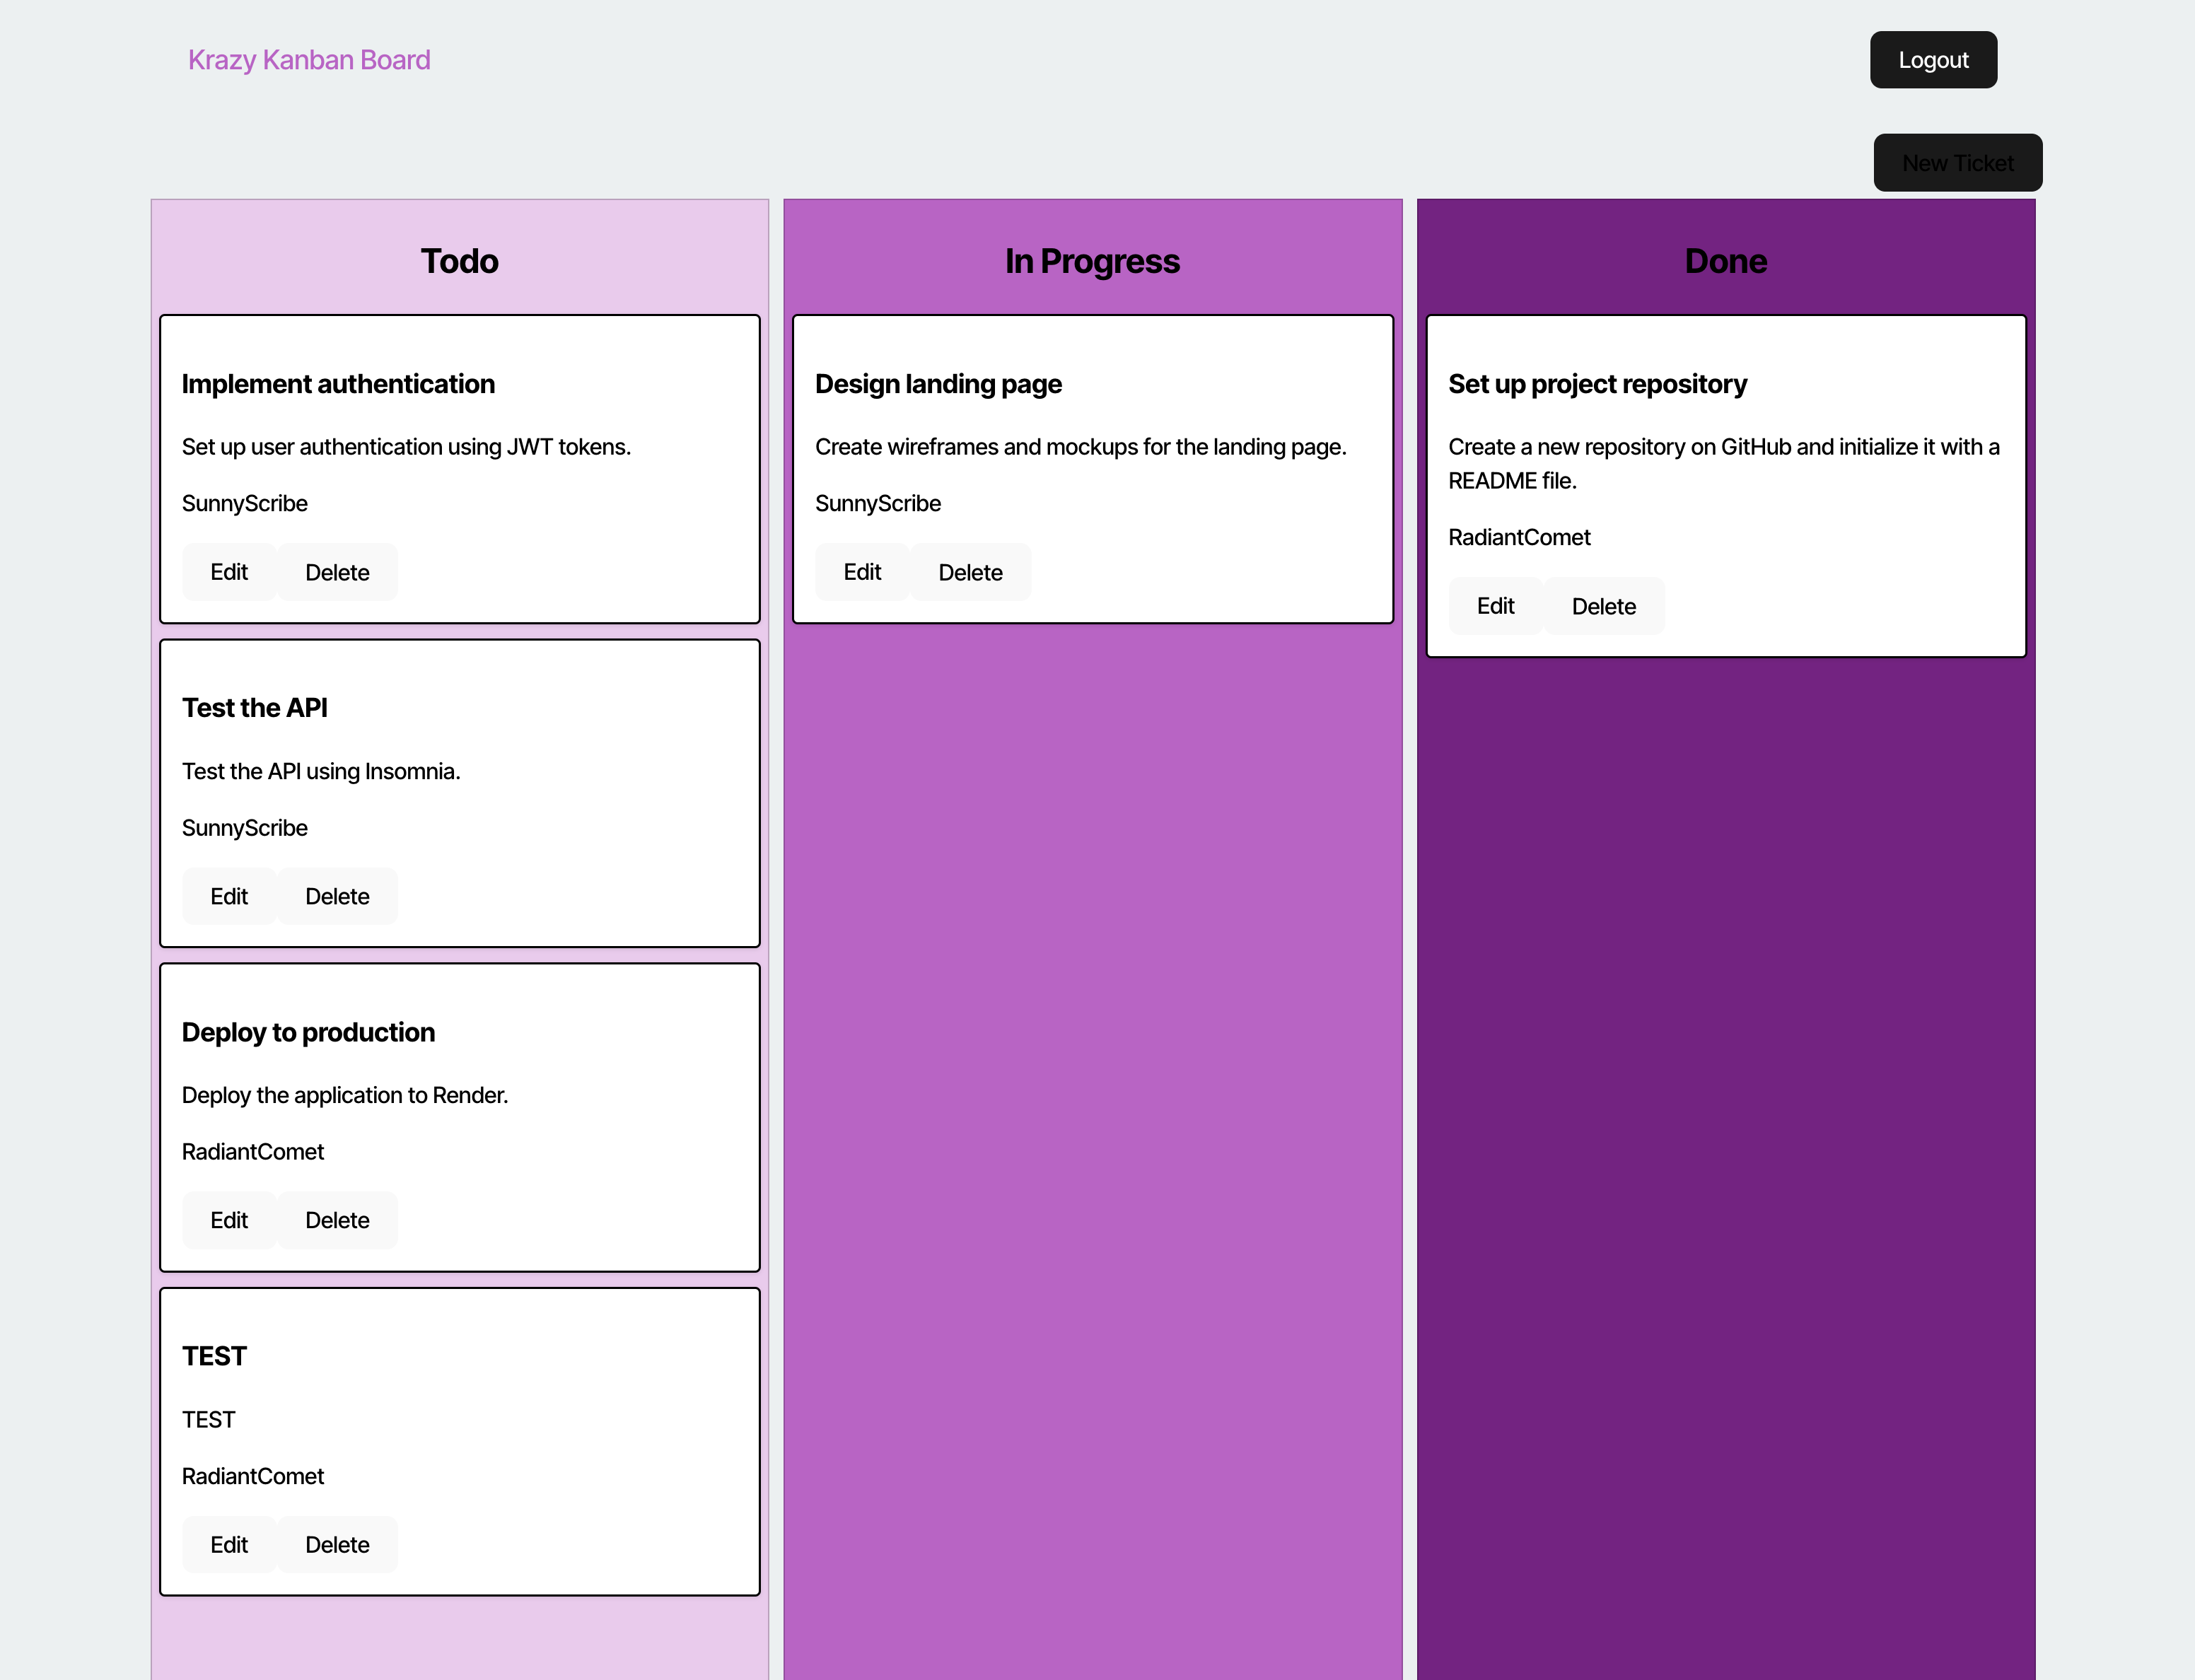 Krazy Kanban Board
Logout
New Ticket
Todo
Implement authentication
Set up user authentication using JWT tokens.
SunnyScribe
Edit
Delete
Test the API
Test the API using Insomnia.
SunnyScribe
Edit
Delete
Deploy to production
Deploy the application to Render.
RadiantComet
Edit
Delete
TEST
TEST
RadiantComet
Edit
Delete
In Progress
Design landing page
Create wireframes and mockups for the landing page.
SunnyScribe
Edit
Delete
Done
Set up project repository
Create a new repository on GitHub and initialize it with a
README file.
RadiantComet
Edit
Delete